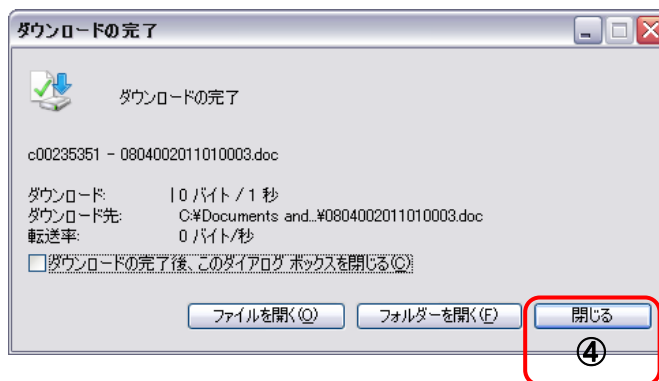 ダウンロードの完了
ダウンロードの完了
c00235351 - 0804002011010003.doc
ダウンロード: |0 バイト / 1 秒
ダウンロード先: C:¥Documents and...¥0804002011010003.doc
転送率: 0 バイト/秒
ダウンロードの完了後、このダイアログ ボックスを閉じる(C)
ファイルを開く(O) フォルダーを開く(F) 閉じる
④